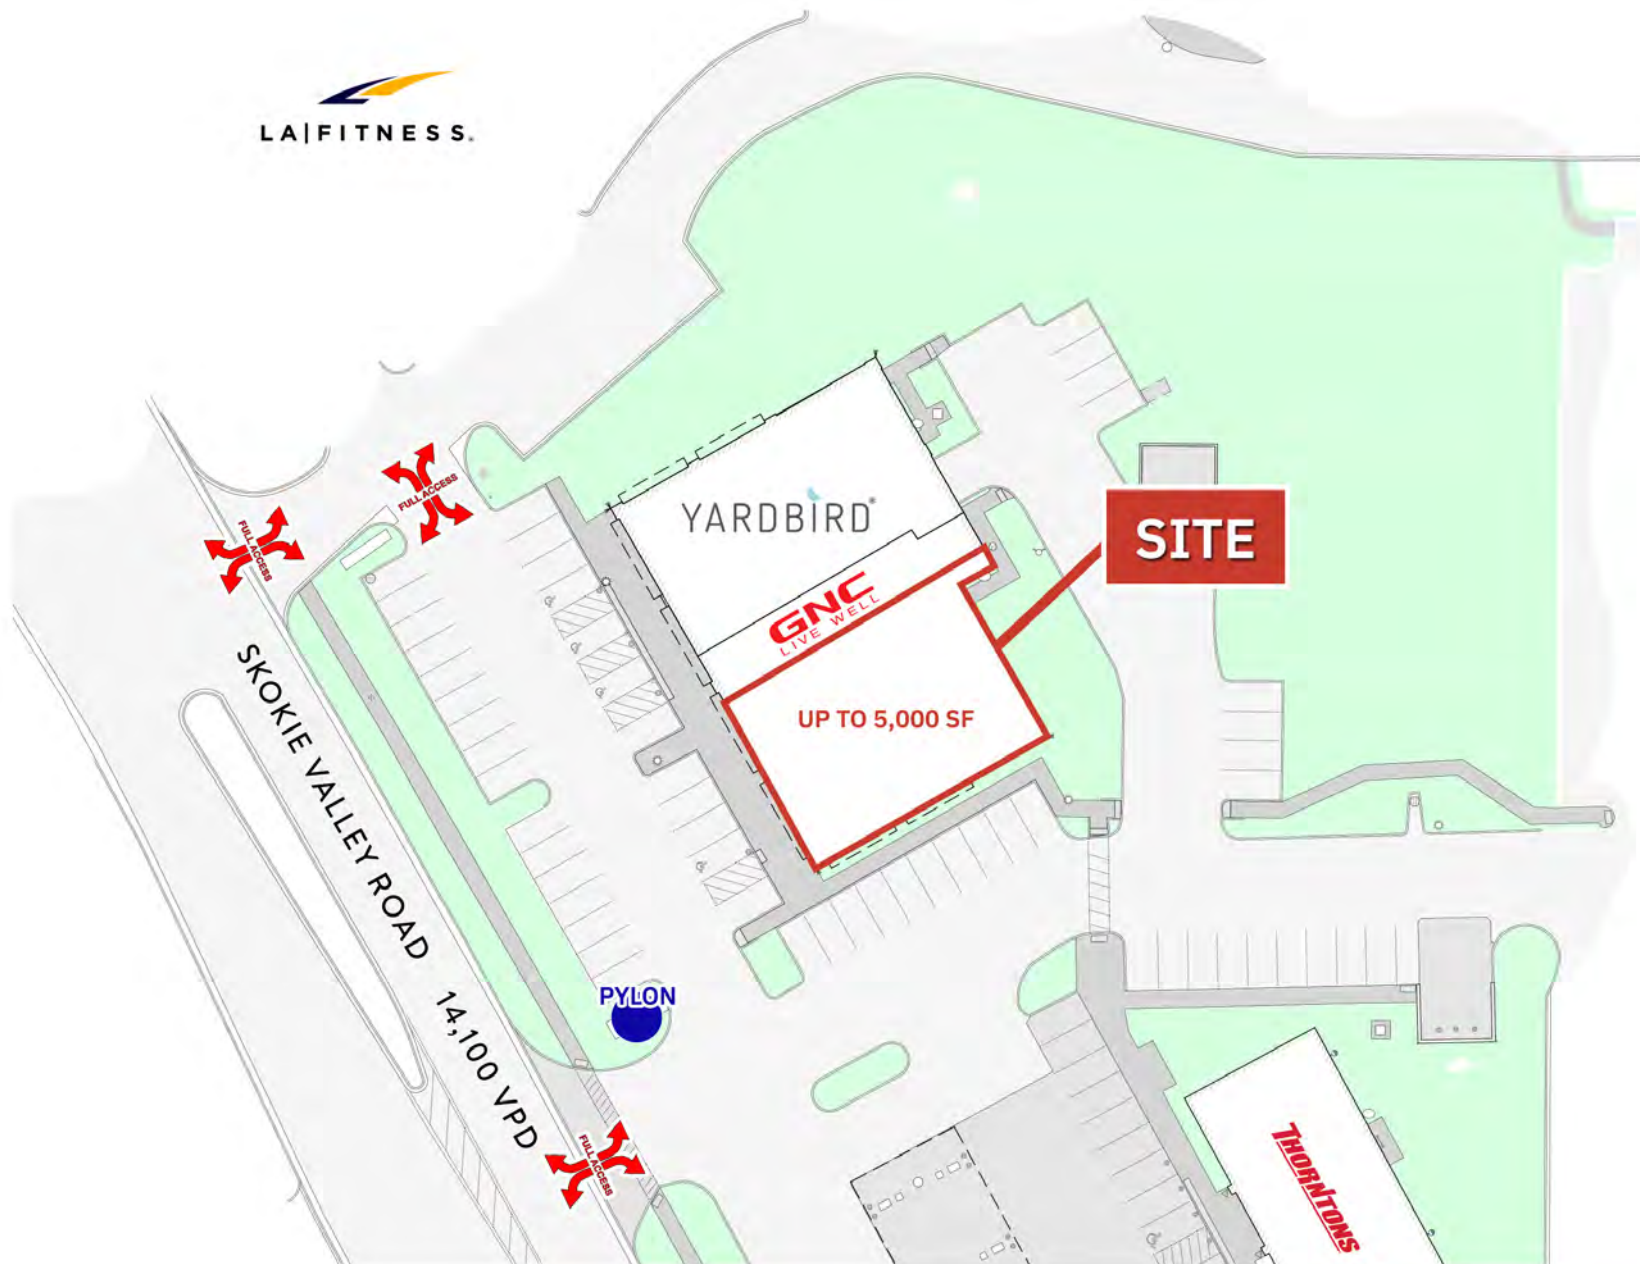 LA|FITNESS.
FULL ACCESS
FULL ACCESS
YARDBIRD®
SITE
GNC
LIVE WELL
UP TO 5,000 SF
SKOKIE VALLEY ROAD 14,100 VPD
PYLON
FULL ACCESS
THORNTONS